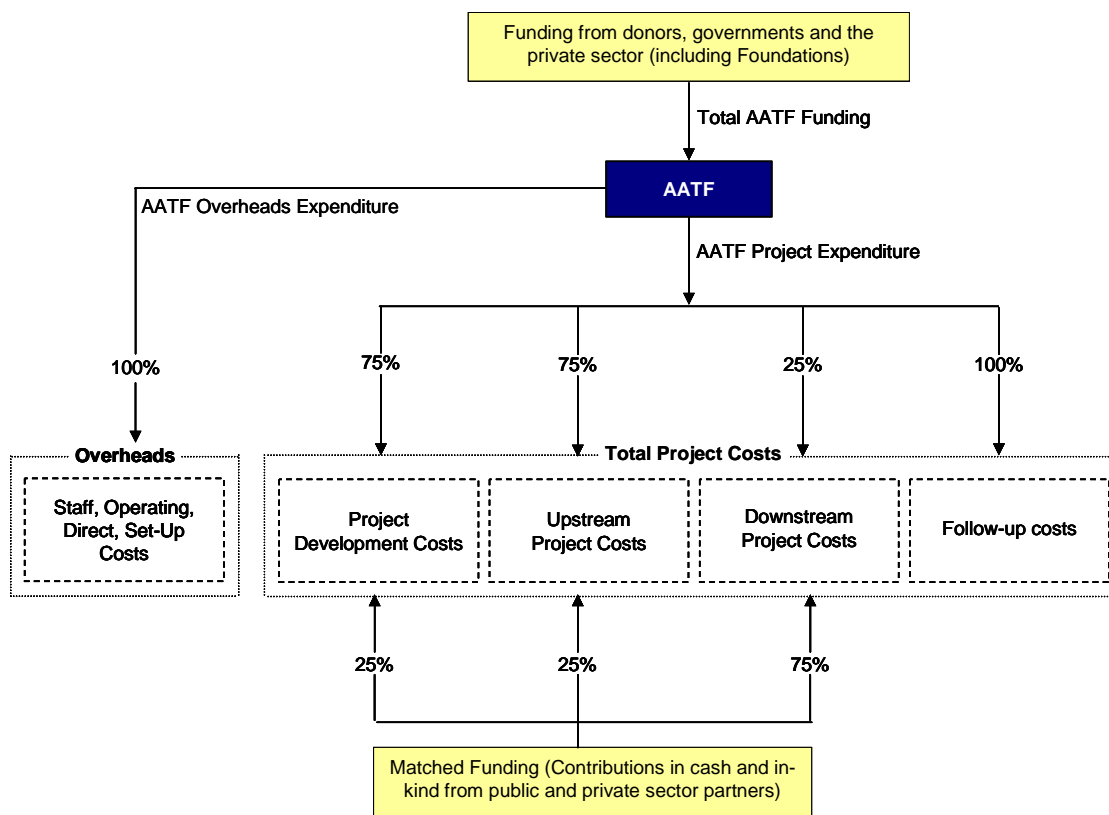 Funding from donors, governments and the
private sector (including Foundations)
Total AATF Funding
AATF
AATF Overheads Expenditure
AATF Project Expenditure
100%
75%
75%
25%
100%
Overheads
Total Project Costs
Staff, Operating,
Direct, Set-Up
Costs
Project
Development Costs
Upstream
Project Costs
Downstream
Project Costs
Follow-up costs
25%
25%
75%
Matched Funding (Contributions in cash and in-
kind from public and private sector partners)